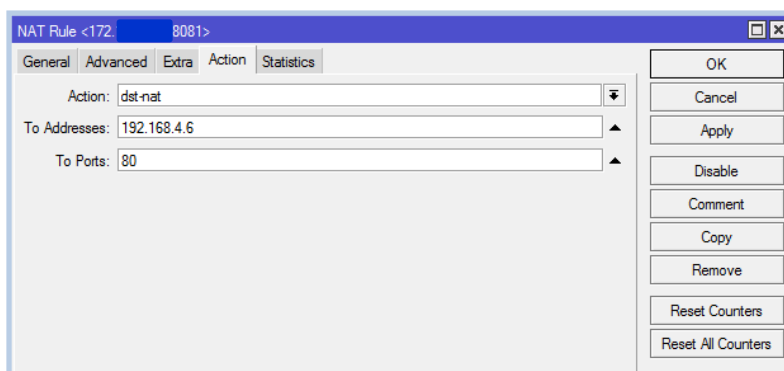 NAT Rule <172. 8081>
General Advanced Extra Action Statistics
Action: dst-nat
To Addresses: 192.168.4.6
To Ports: 80
OK
Cancel
Apply
Disable
Comment
Copy
Remove
Reset Counters
Reset All Counters